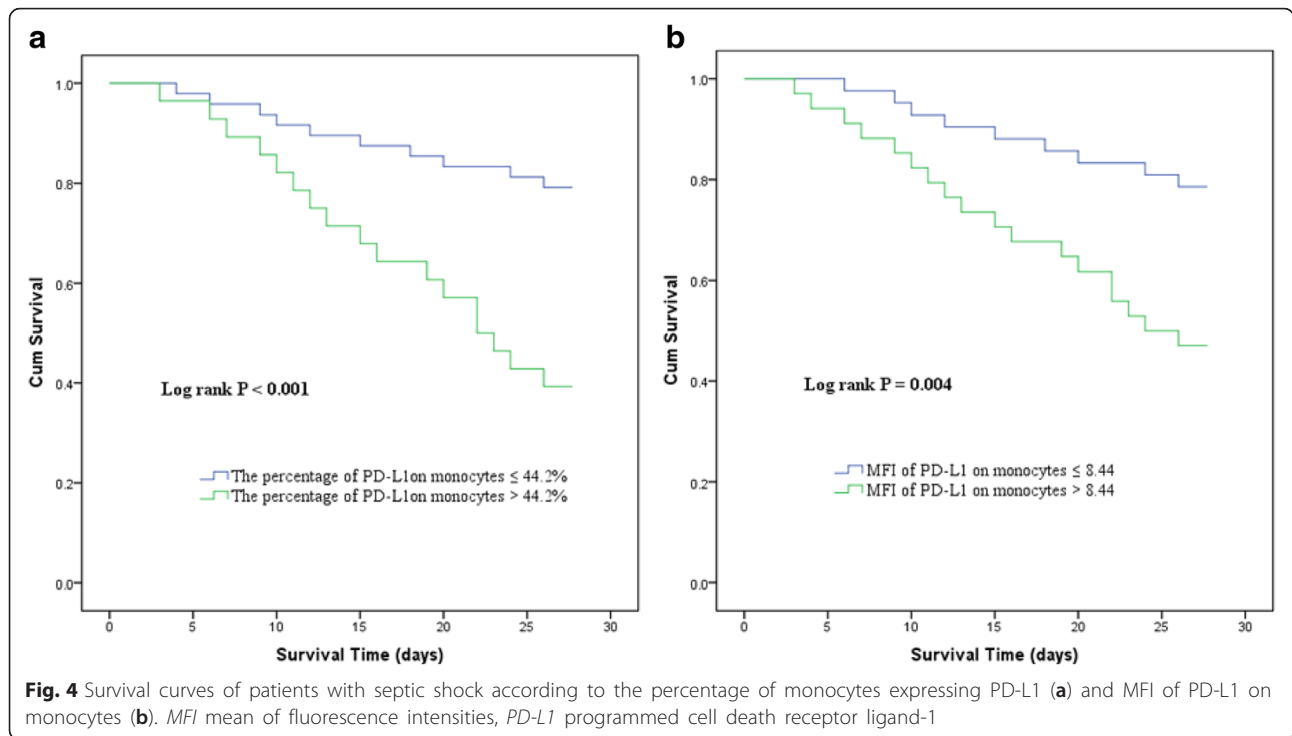 a
1.0
0.8
0.6
0.4
0.2
0.0
Cum Survival
Log rank P < 0.001
The percentage of PD-L1on monocytes ≤ 44.2%
The percentage of PD-L1on monocytes > 44.2%
0 5 10 15 20 25 30
Survival Time (days)
b
1.0
0.8
0.6
0.4
0.2
0.0
Cum Survival
Log rank P = 0.004
MFI of PD-L1 on monocytes ≤ 8.44
MFI of PD-L1 on monocytes > 8.44
0 5 10 15 20 25 30
Survival Time (days)
Fig. 4 Survival curves of patients with septic shock according to the percentage of monocytes expressing PD-L1 (a) and MFI of PD-L1 on
monocytes (b). MFI mean of fluorescence intensities, PD-L1 programmed cell death receptor ligand-1